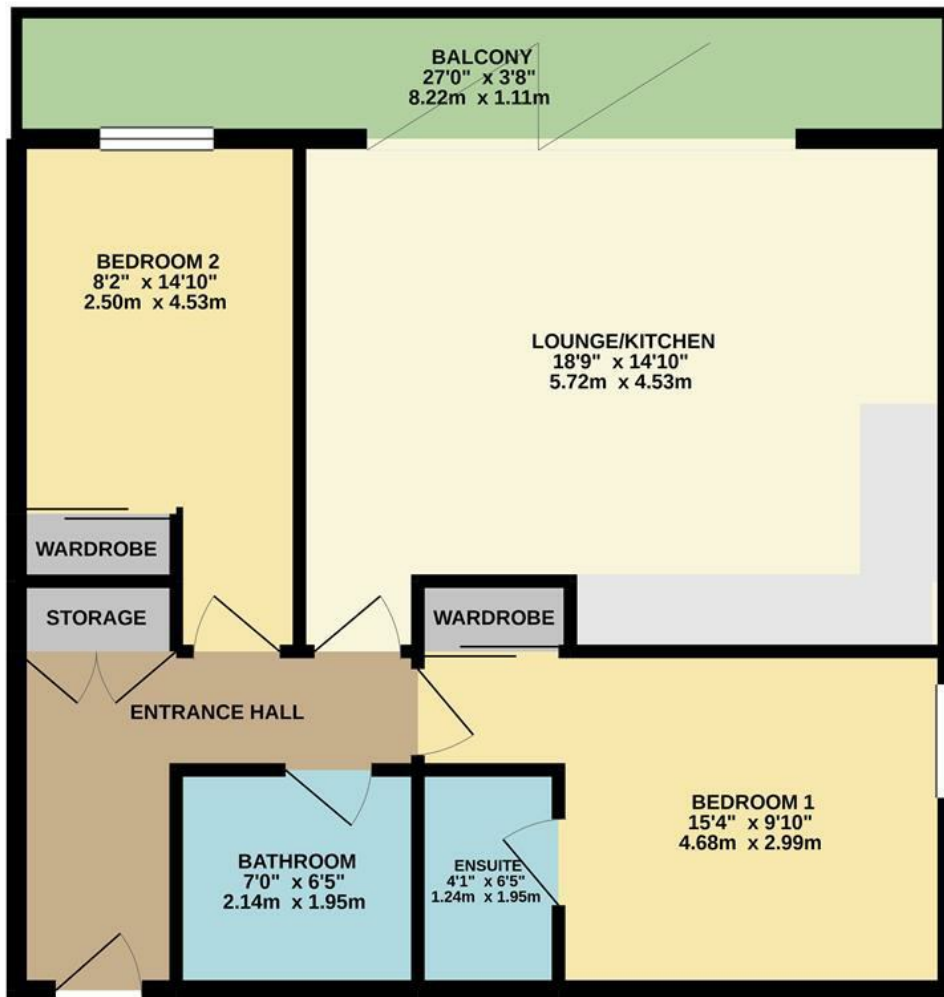 BALCONY
27'0" x 3'8"
8.22m x 1.11m
BEDROOM 2
8'2" x 14'10"
2.50m x 4.53m
LOUNGE/KITCHEN
18'9" x 14'10"
5.72m x 4.53m
WARDROBE
STORAGE
WARDROBE
ENTRANCE HALL
BEDROOM 1
15'4" x 9'10"
4.68m x 2.99m
BATHROOM
7'0" x 6'5"
2.14m x 1.95m
ENSUITE
4'1" x 6'5"
1.24m x 1.95m